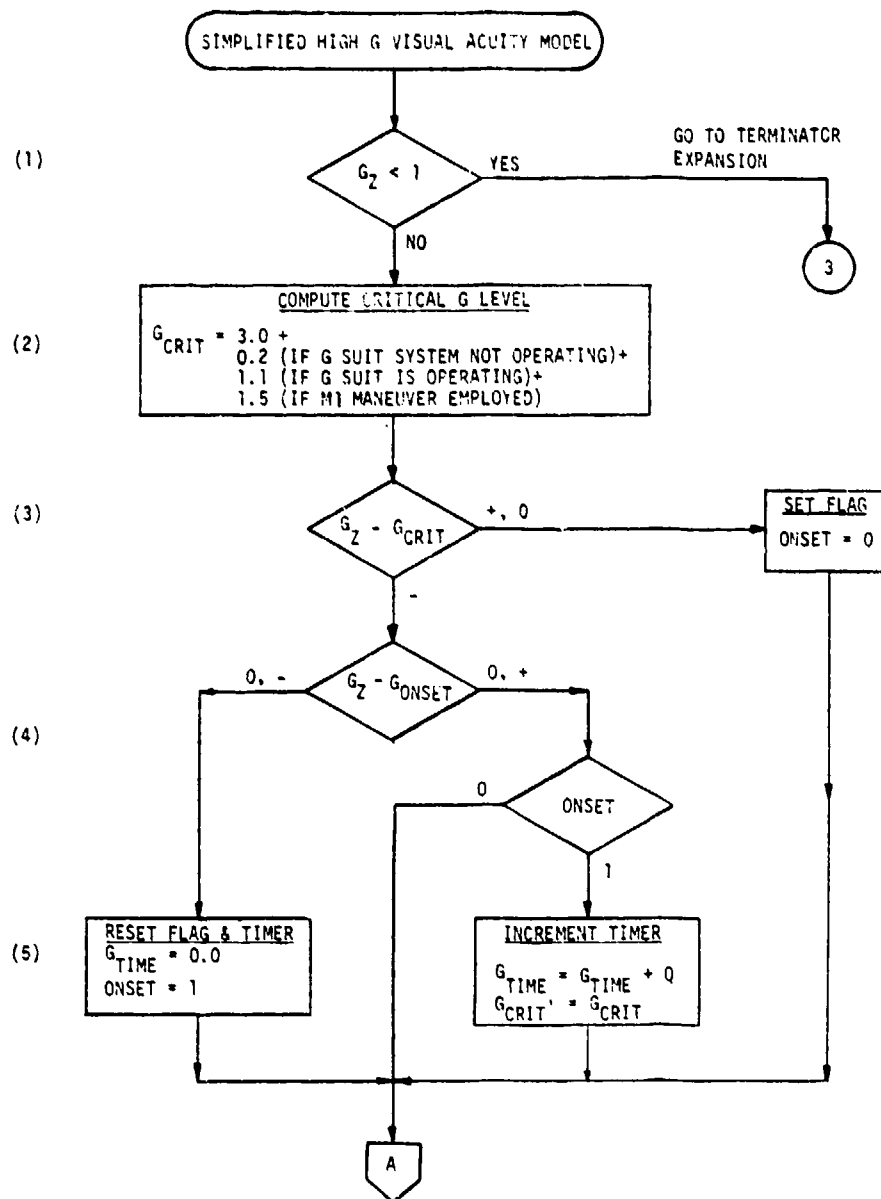 SIMPLIFIED HIGH G VISUAL ACUITY MODEL
GO TO TERMINATOR
EXPANSION
(1)
G_Z < 1
YES
NO
3
COMPUTE CRITICAL G LEVEL
(2)
G_CRIT = 3.0 +
0.2 (IF G SUIT SYSTEM NOT OPERATING)+
1.1 (IF G SUIT IS OPERATING)+
1.5 (IF M1 MANEUVER EMPLOYED)
(3)
G_Z - G_CRIT
+, 0
-
SET FLAG
ONSET = 0
0, -
G_Z - G_ONSET
0, +
(4)
0
ONSET
1
(5)
RESET FLAG & TIMER
G_TIME = 0.0
ONSET = 1
INCREMENT TIMER
G_TIME = G_TIME + Q
G_CRIT' = G_CRIT
A